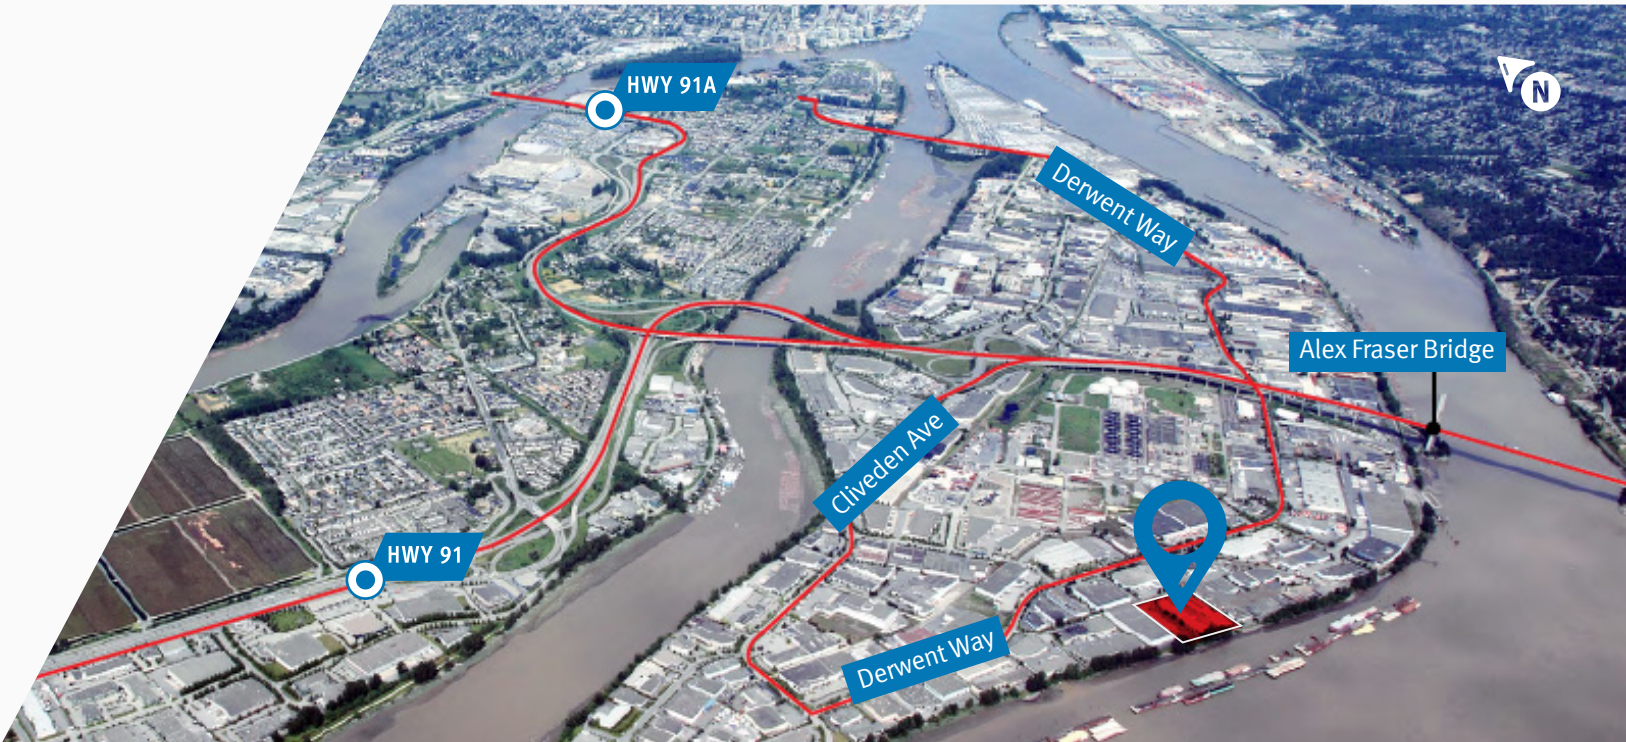 HWY 91A
N
Derwent Way
Alex Fraser Bridge
Cliveden Ave
HWY 91
Derwent Way